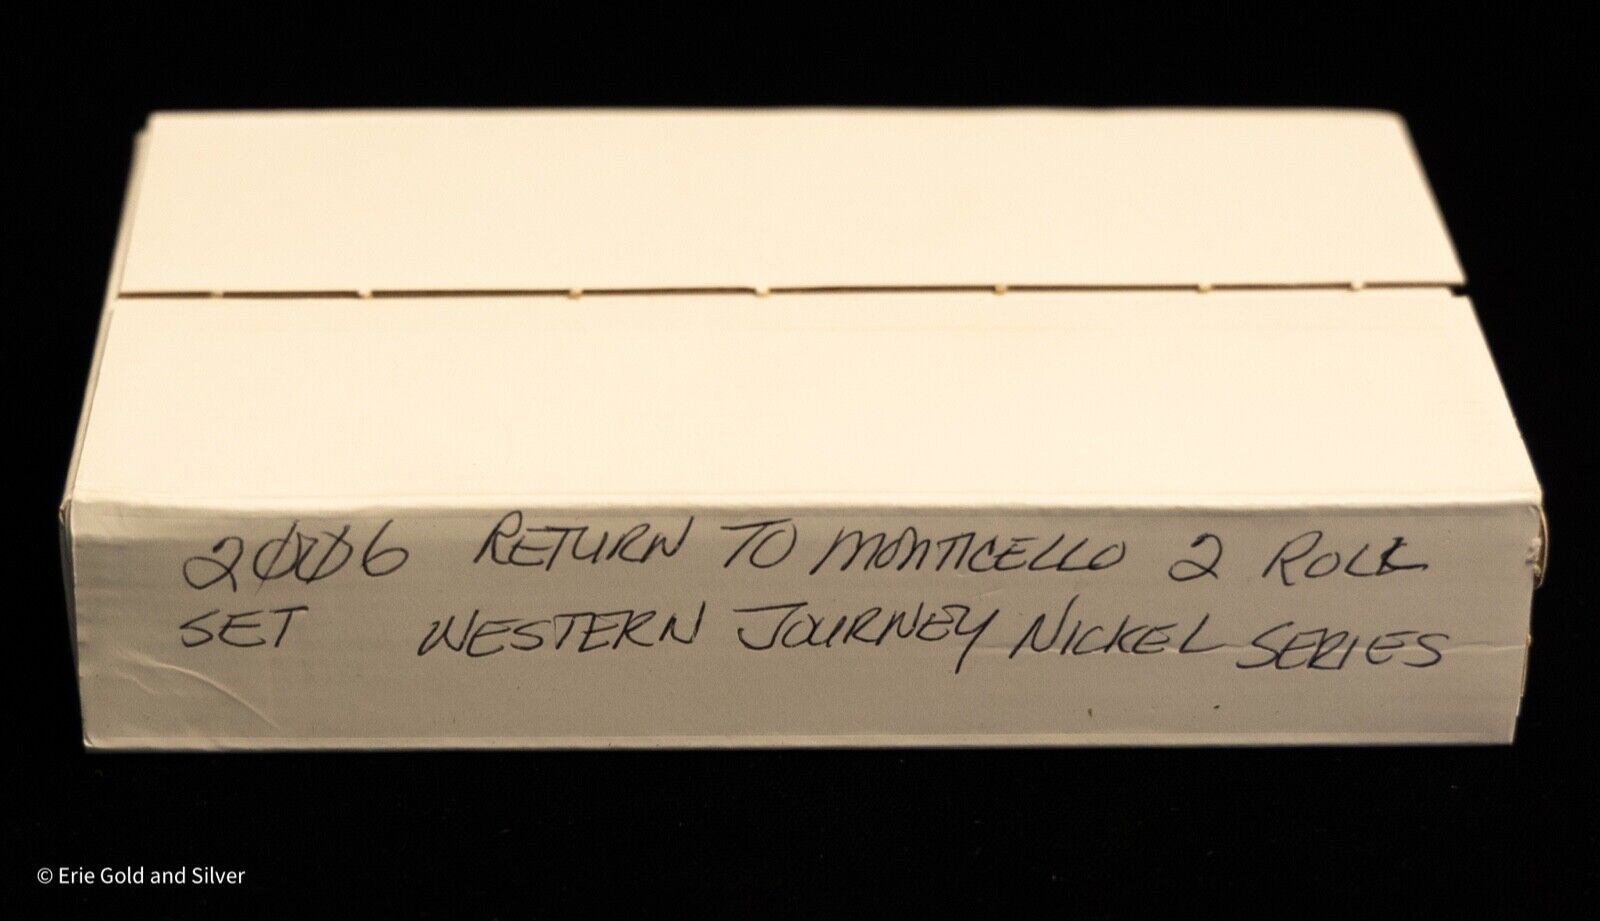 2006 RETURN TO MONTICELLO 2 ROLL
SET WESTERN JOURNEY NICKEL SERIES
© Erie Gold and Silver